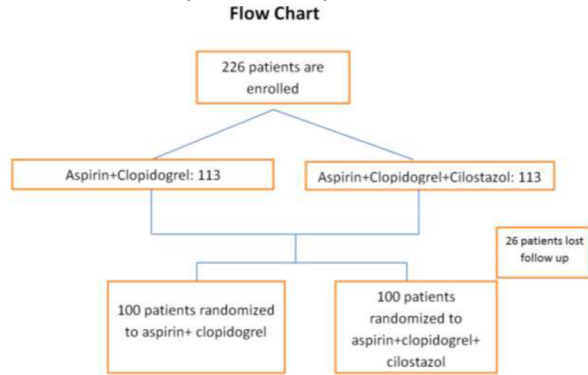 Flow Chart
226 patients are
enrolled
Aspirin+Clopidogrel: 113
Aspirin+Clopidogrel+Cilostazol: 113
26 patients lost
follow up
100 patients randomized
to aspirin+ clopidogrel
100 patients
randomized to
aspirin+clopidogrel+
cilostazol